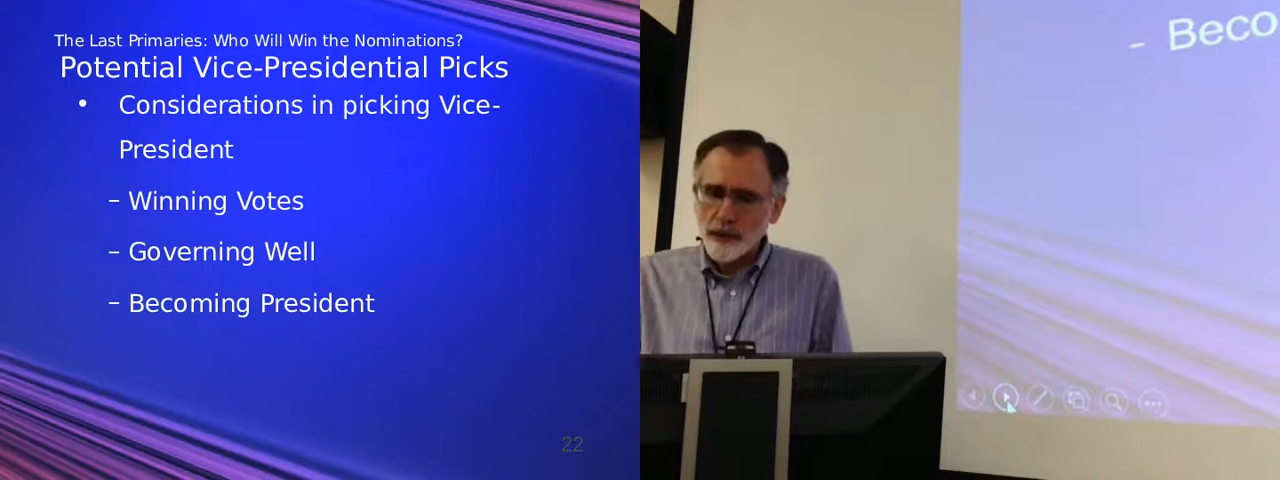 The Last Primaries: Who Will Win the Nominations?
Potential Vice-Presidential Picks
• Considerations in picking Vice-
President
– Winning Votes
– Governing Well
– Becoming President
22
- Beco